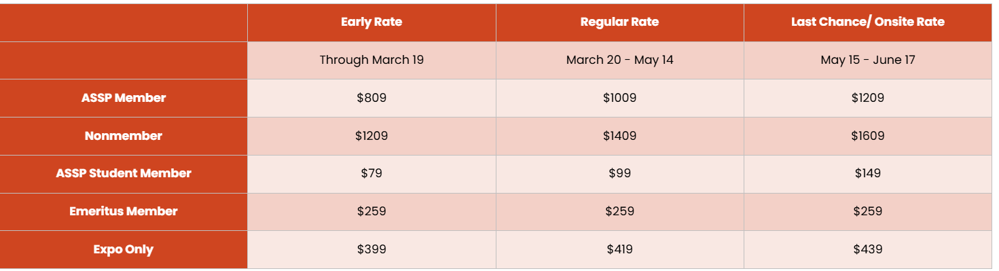 Early Rate Regular Rate Last Chance/ Onsite Rate
Through March 19 March 20 - May 14 May 15 - June 17
ASSP Member $809 $1009 $1209
Nonmember $1209 $1409 $1609
ASSP Student Member $79 $99 $149
Emeritus Member $259 $259 $259
Expo Only $399 $419 $439